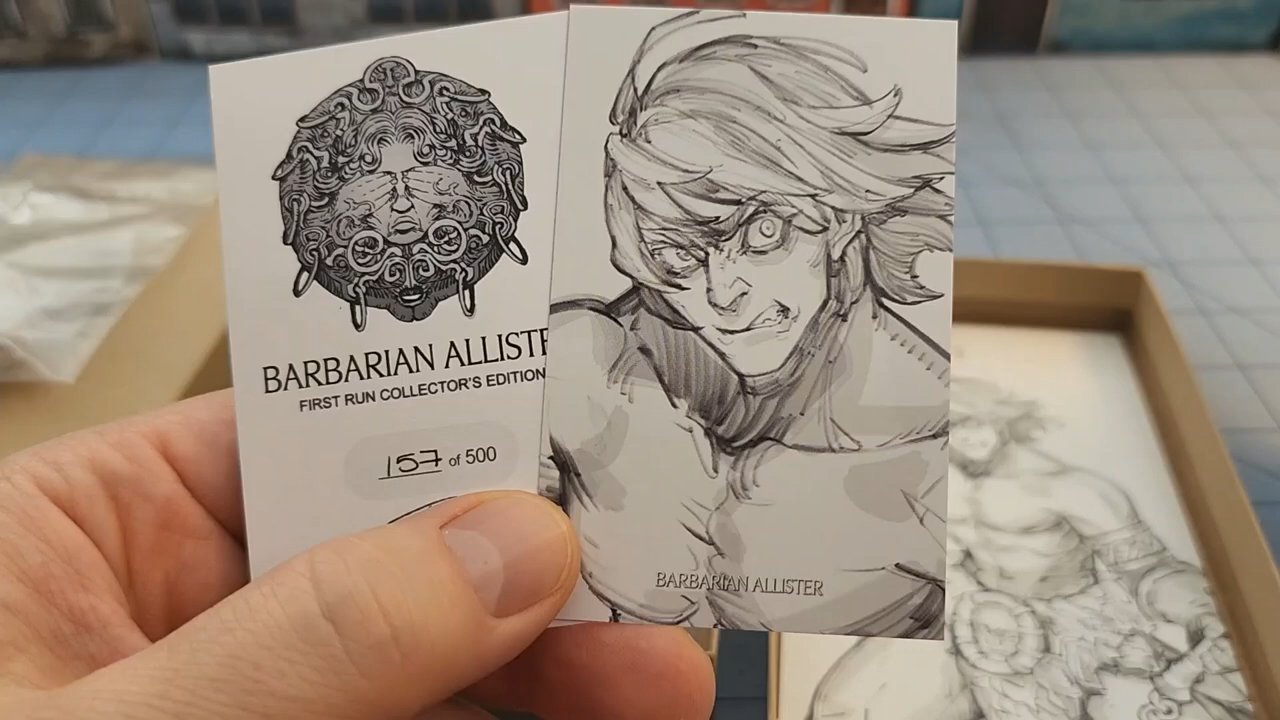 BARBARIAN ALLISTE
FIRST RUN COLLECTOR'S EDITION
157 of 500
BARBARIAN ALLISTER